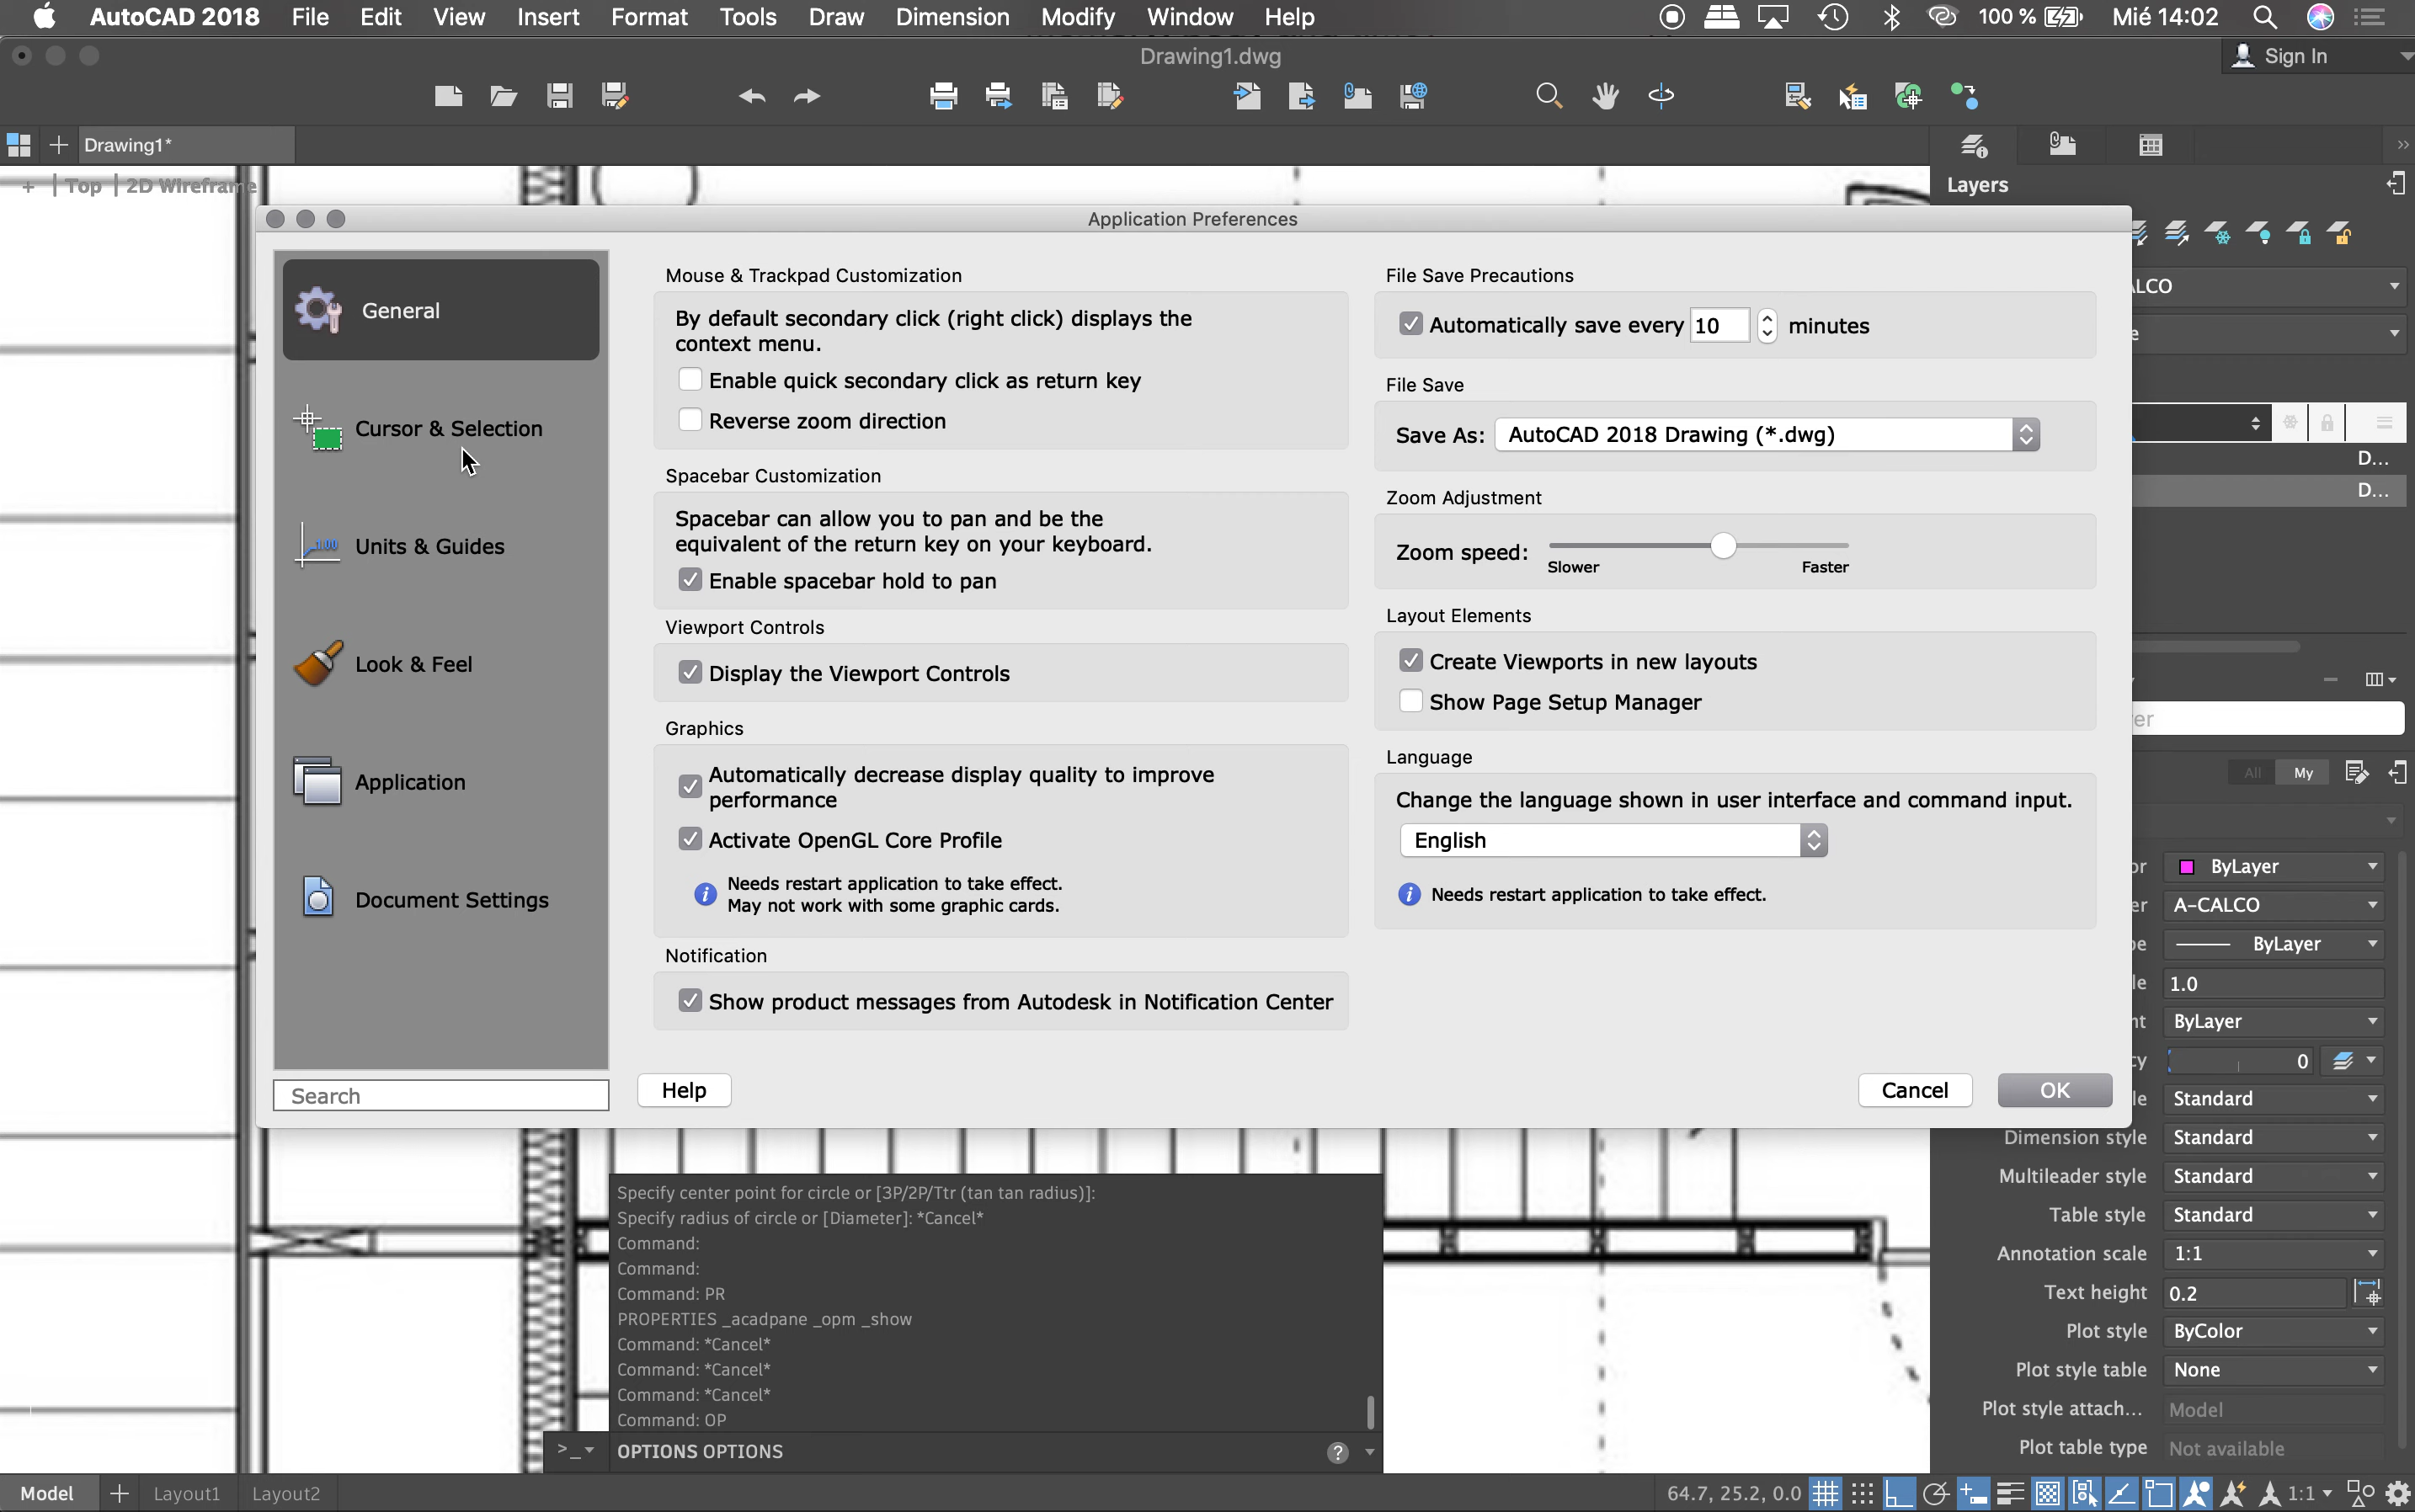 AutoCAD 2018 File Edit View Insert Format Tools Draw Dimension Modify Window Help 100 % Mié 14:02
Drawing1.dwg
Sign In
Drawing1*
+ | Top | 2D Wireframe
Layers
Application Preferences
General
Cursor & Selection
Units & Guides
Look & Feel
Application
Document Settings
Search
Mouse & Trackpad Customization
By default secondary click (right click) displays the
context menu.
Enable quick secondary click as return key
Reverse zoom direction
Spacebar Customization
Spacebar can allow you to pan and be the
equivalent of the return key on your keyboard.
Enable spacebar hold to pan
Viewport Controls
Display the Viewport Controls
Graphics
Automatically decrease display quality to improve
performance
Activate OpenGL Core Profile
Needs restart application to take effect.
May not work with some graphic cards.
Notification
Show product messages from Autodesk in Notification Center
Help
File Save Precautions
Automatically save every 10 minutes
File Save
Save As: AutoCAD 2018 Drawing (*.dwg)
Zoom Adjustment
Zoom speed:
Slower Faster
Layout Elements
Create Viewports in new layouts
Show Page Setup Manager
Language
Change the language shown in user interface and command input.
English
Needs restart application to take effect.
Cancel OK
D...
D...
All My
ByLayer
A-CALCO
ByLayer
1.0
ByLayer
0
Standard
Dimension style Standard
Multileader style Standard
Table style Standard
Annotation scale 1:1
Text height 0.2
Plot style ByColor
Plot style table None
Plot style attach... Model
Plot table type Not available
Specify center point for circle or [3P/2P/Ttr (tan tan radius)]:
Specify radius of circle or [Diameter]: *Cancel*
Command:
Command:
Command: PR
PROPERTIES _acadpane _opm _show
Command: *Cancel*
Command: *Cancel*
Command: *Cancel*
Command: OP
>_ OPTIONS OPTIONS
Model + Layout1 Layout2
64.7, 25.2, 0.0 1:1